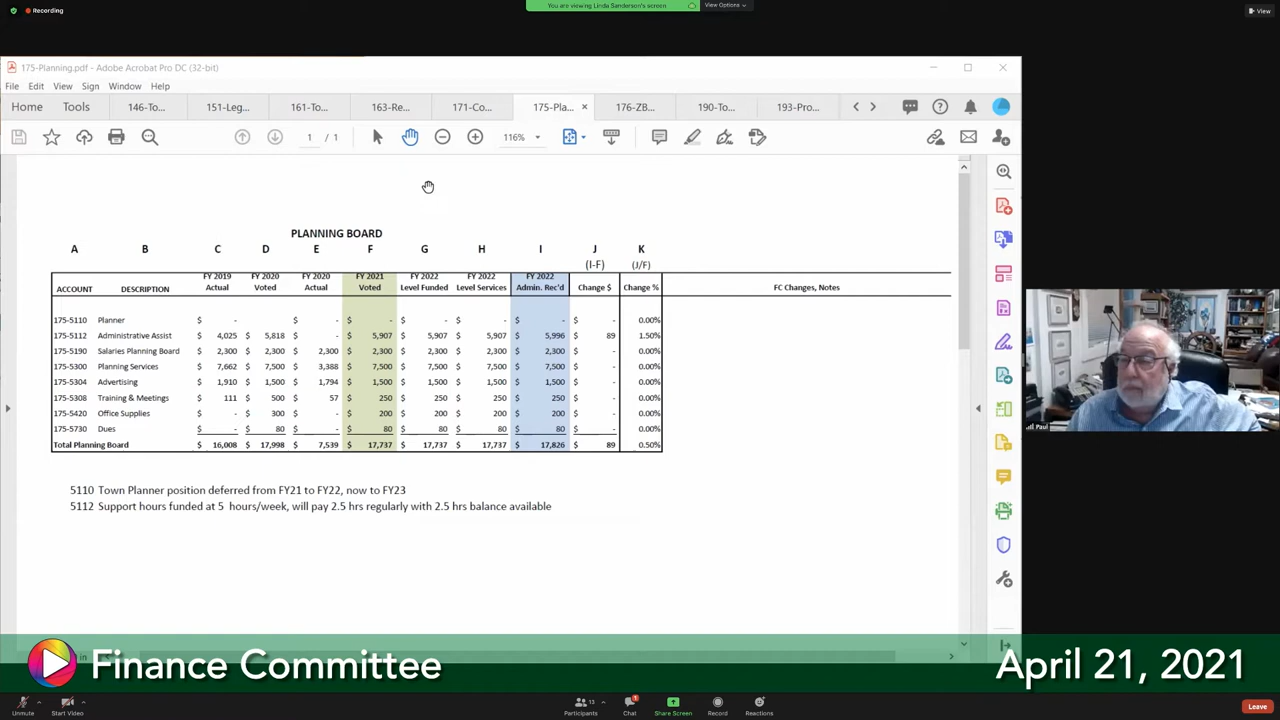 Recording
You are viewing Linda Sanderson's screen
View Options
View
175-Planning.pdf - Adobe Acrobat Pro DC (32-bit)
File Edit View Sign Window Help
Home Tools 146-To... 151-Leg... 161-To... 163-Re... 171-Co... 175-Pla... 176-ZB... 190-To... 193-Pro...
1 / 1 116%
PLANNING BOARD
A B C D E F G H I J K
(I-F) (J/F)
FY 2019 FY 2020 FY 2020 FY 2021 FY 2022 FY 2022 FY 2022
ACCOUNT DESCRIPTION Actual Voted Actual Voted Level Funded Level Services Admin. Rec'd Change $ Change % FC Changes, Notes
175-5110 Planner $ - $ - $ - $ - $ - $ - $ - 0.00%
175-5112 Administrative Assist $ 4,025 $ 5,818 $ - $ 5,907 $ 5,907 $ 5,907 $ 5,996 $ 89 1.50%
175-5190 Salaries Planning Board $ 2,300 $ 2,300 $ 2,300 $ 2,300 $ 2,300 $ 2,300 $ 2,300 $ - 0.00%
175-5300 Planning Services $ 7,662 $ 7,500 $ 3,388 $ 7,500 $ 7,500 $ 7,500 $ 7,500 $ - 0.00%
175-5304 Advertising $ 1,910 $ 1,500 $ 1,794 $ 1,500 $ 1,500 $ 1,500 $ 1,500 $ - 0.00%
175-5308 Training & Meetings $ 111 $ 500 $ 57 $ 250 $ 250 $ 250 $ 250 $ - 0.00%
175-5420 Office Supplies $ - $ 300 $ - $ 200 $ 200 $ 200 $ 200 $ - 0.00%
175-5730 Dues $ - $ 80 $ - $ 80 $ 80 $ 80 $ 80 $ - 0.00%
Total Planning Board $ 16,008 $ 17,998 $ 7,539 $ 17,737 $ 17,737 $ 17,737 $ 17,826 $ 89 0.50%
5110 Town Planner position deferred from FY21 to FY22, now to FY23
5112 Support hours funded at 5 hours/week, will pay 2.5 hrs regularly with 2.5 hrs balance available
Paul
Finance Committee
April 21, 2021
Unmute Start Video Participants 13 Chat 1 Share Screen Record Reactions Leave